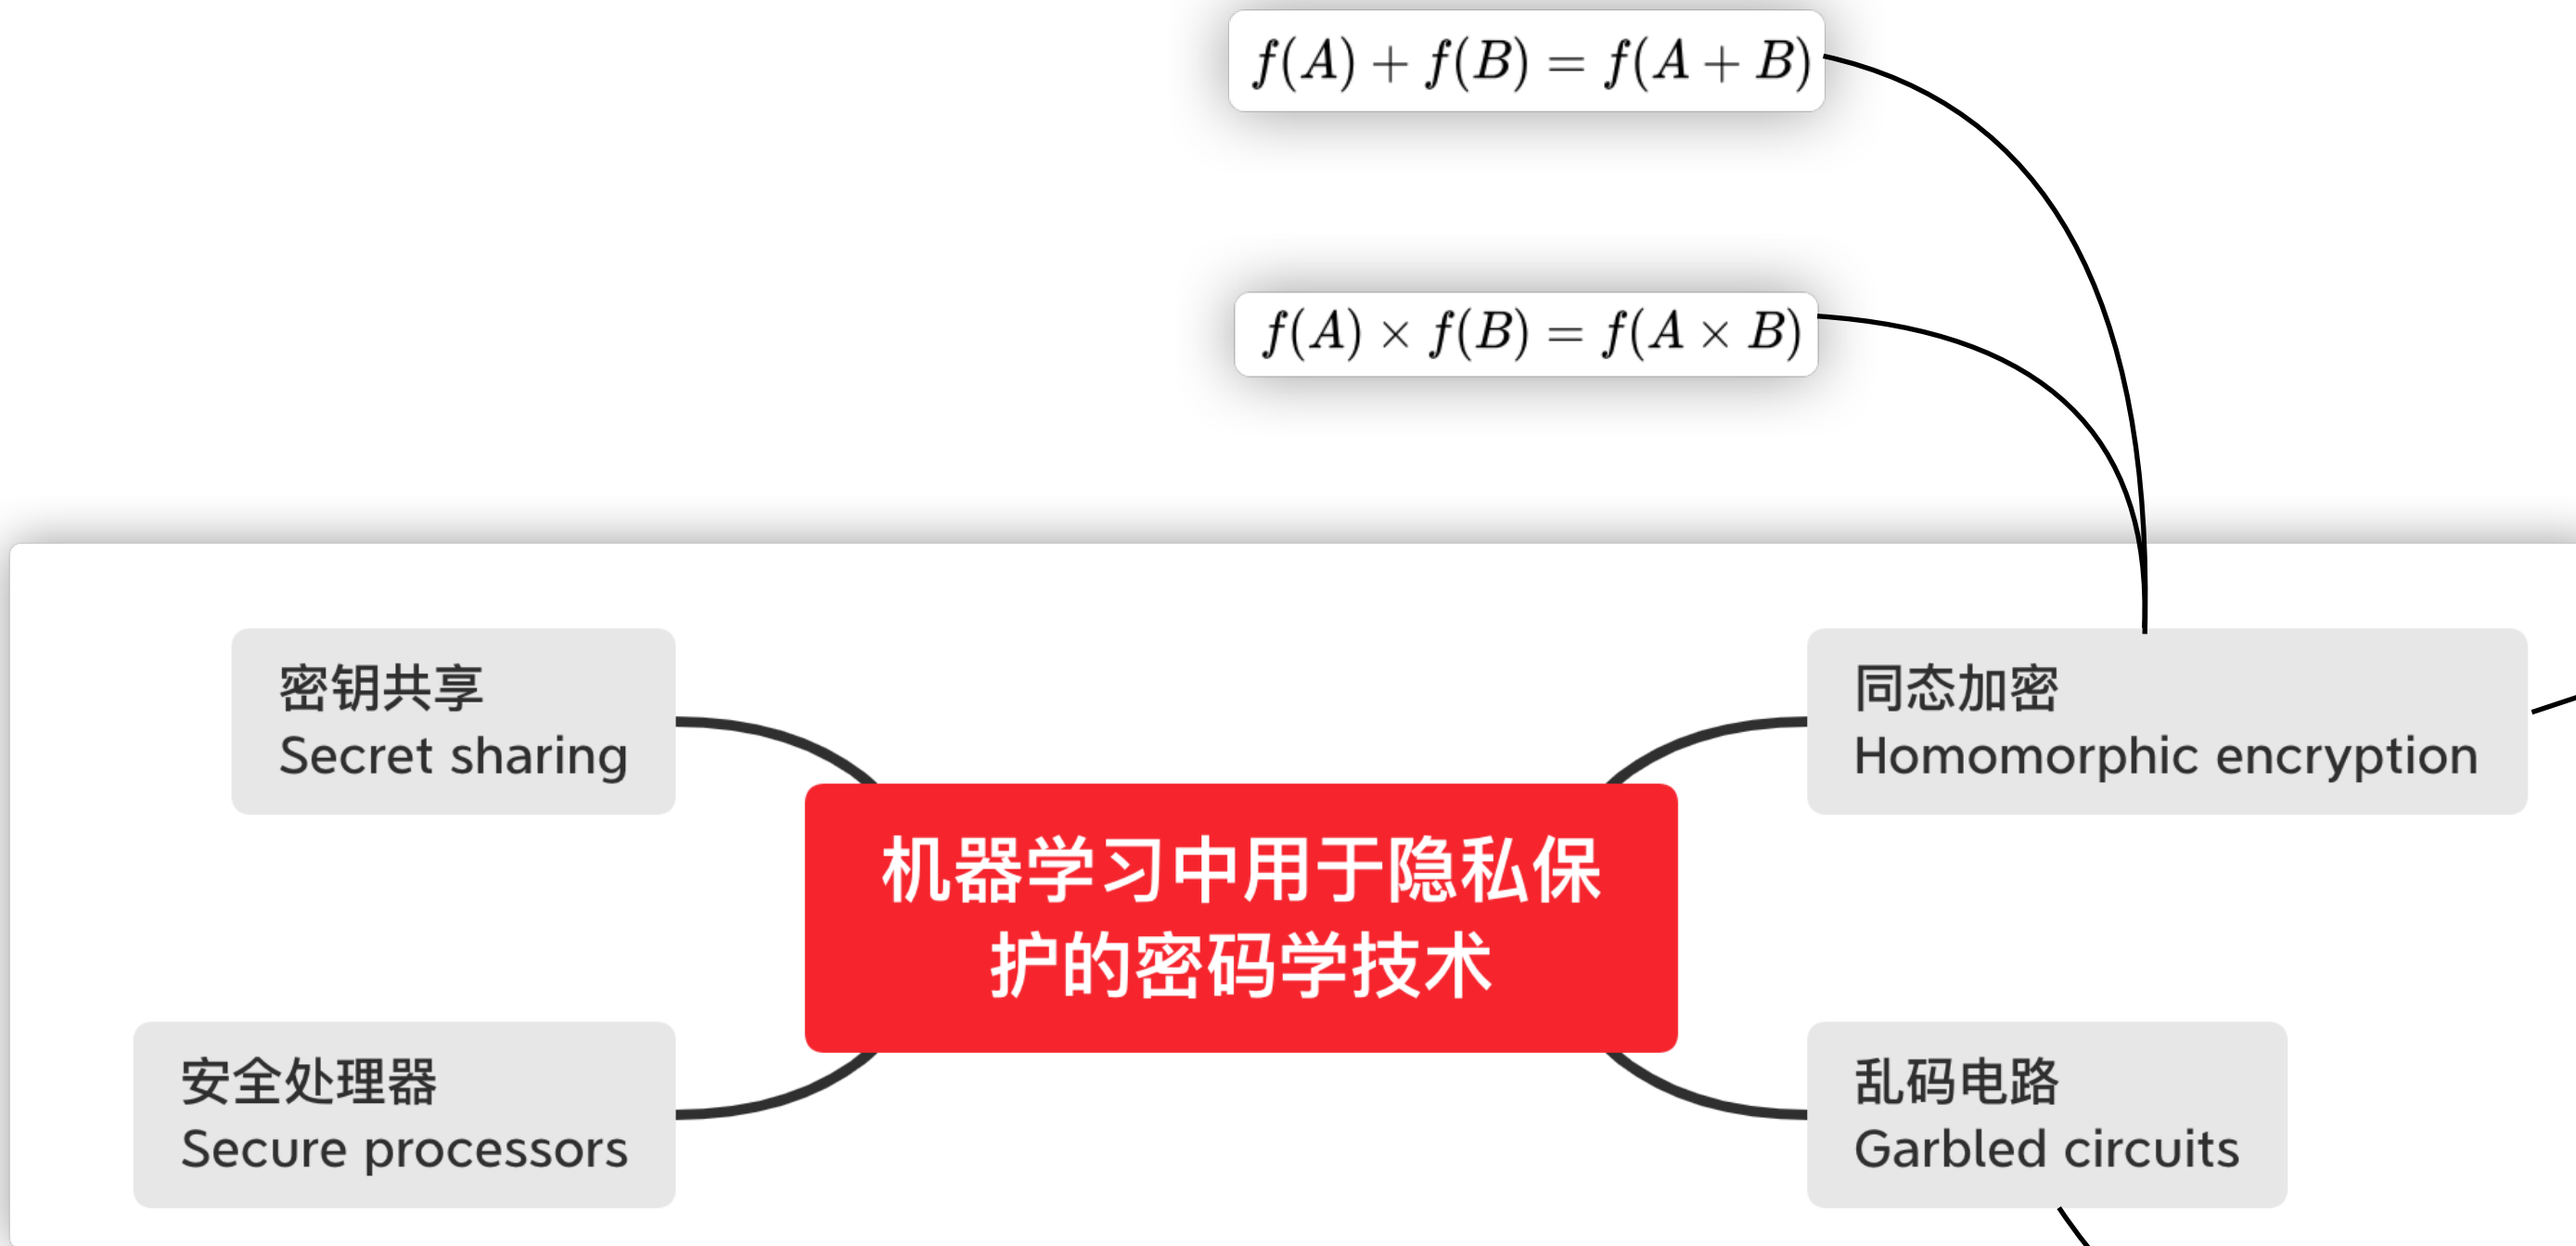 f(A) + f(B) = f(A + B)
f(A) × f(B) = f(A × B)
密钥共享
Secret sharing
同态加密
Homomorphic encryption
机器学习中用于隐私保
护的密码学技术
安全处理器
Secure processors
乱码电路
Garbled circuits